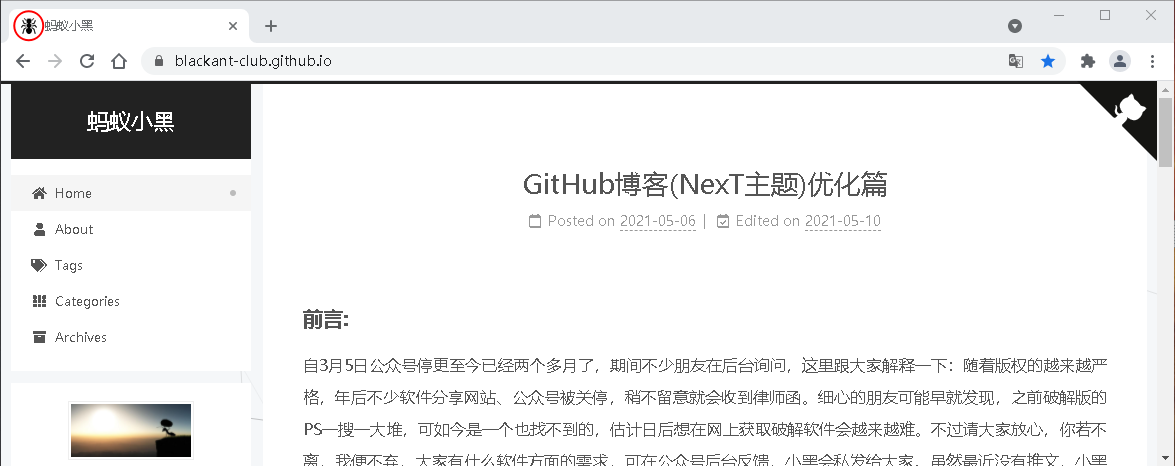 蚂蚁小黑
blackant-club.github.io
蚂蚁小黑
Home
About
Tags
Categories
Archives
GitHub博客(NexT主题)优化篇
Posted on 2021-05-06 | Edited on 2021-05-10
前言:
自3月5日公众号停更至今已经两个多月了，期间不少朋友在后台询问，这里跟大家解释一下：随着版权的越来越严
格，年后不少软件分享网站、公众号被关停，稍不留意就会收到律师函。细心的朋友可能早就发现，之前破解版的
PS一搜一大堆，可如今是一个也找不到的，估计日后想在网上获取破解软件会越来越难。不过请大家放心，你若不
离，我便不弃，大家有什么软件方面的需求，可在公众号后台反馈，小黑会私发给大家。虽然最近没有推文，小黑